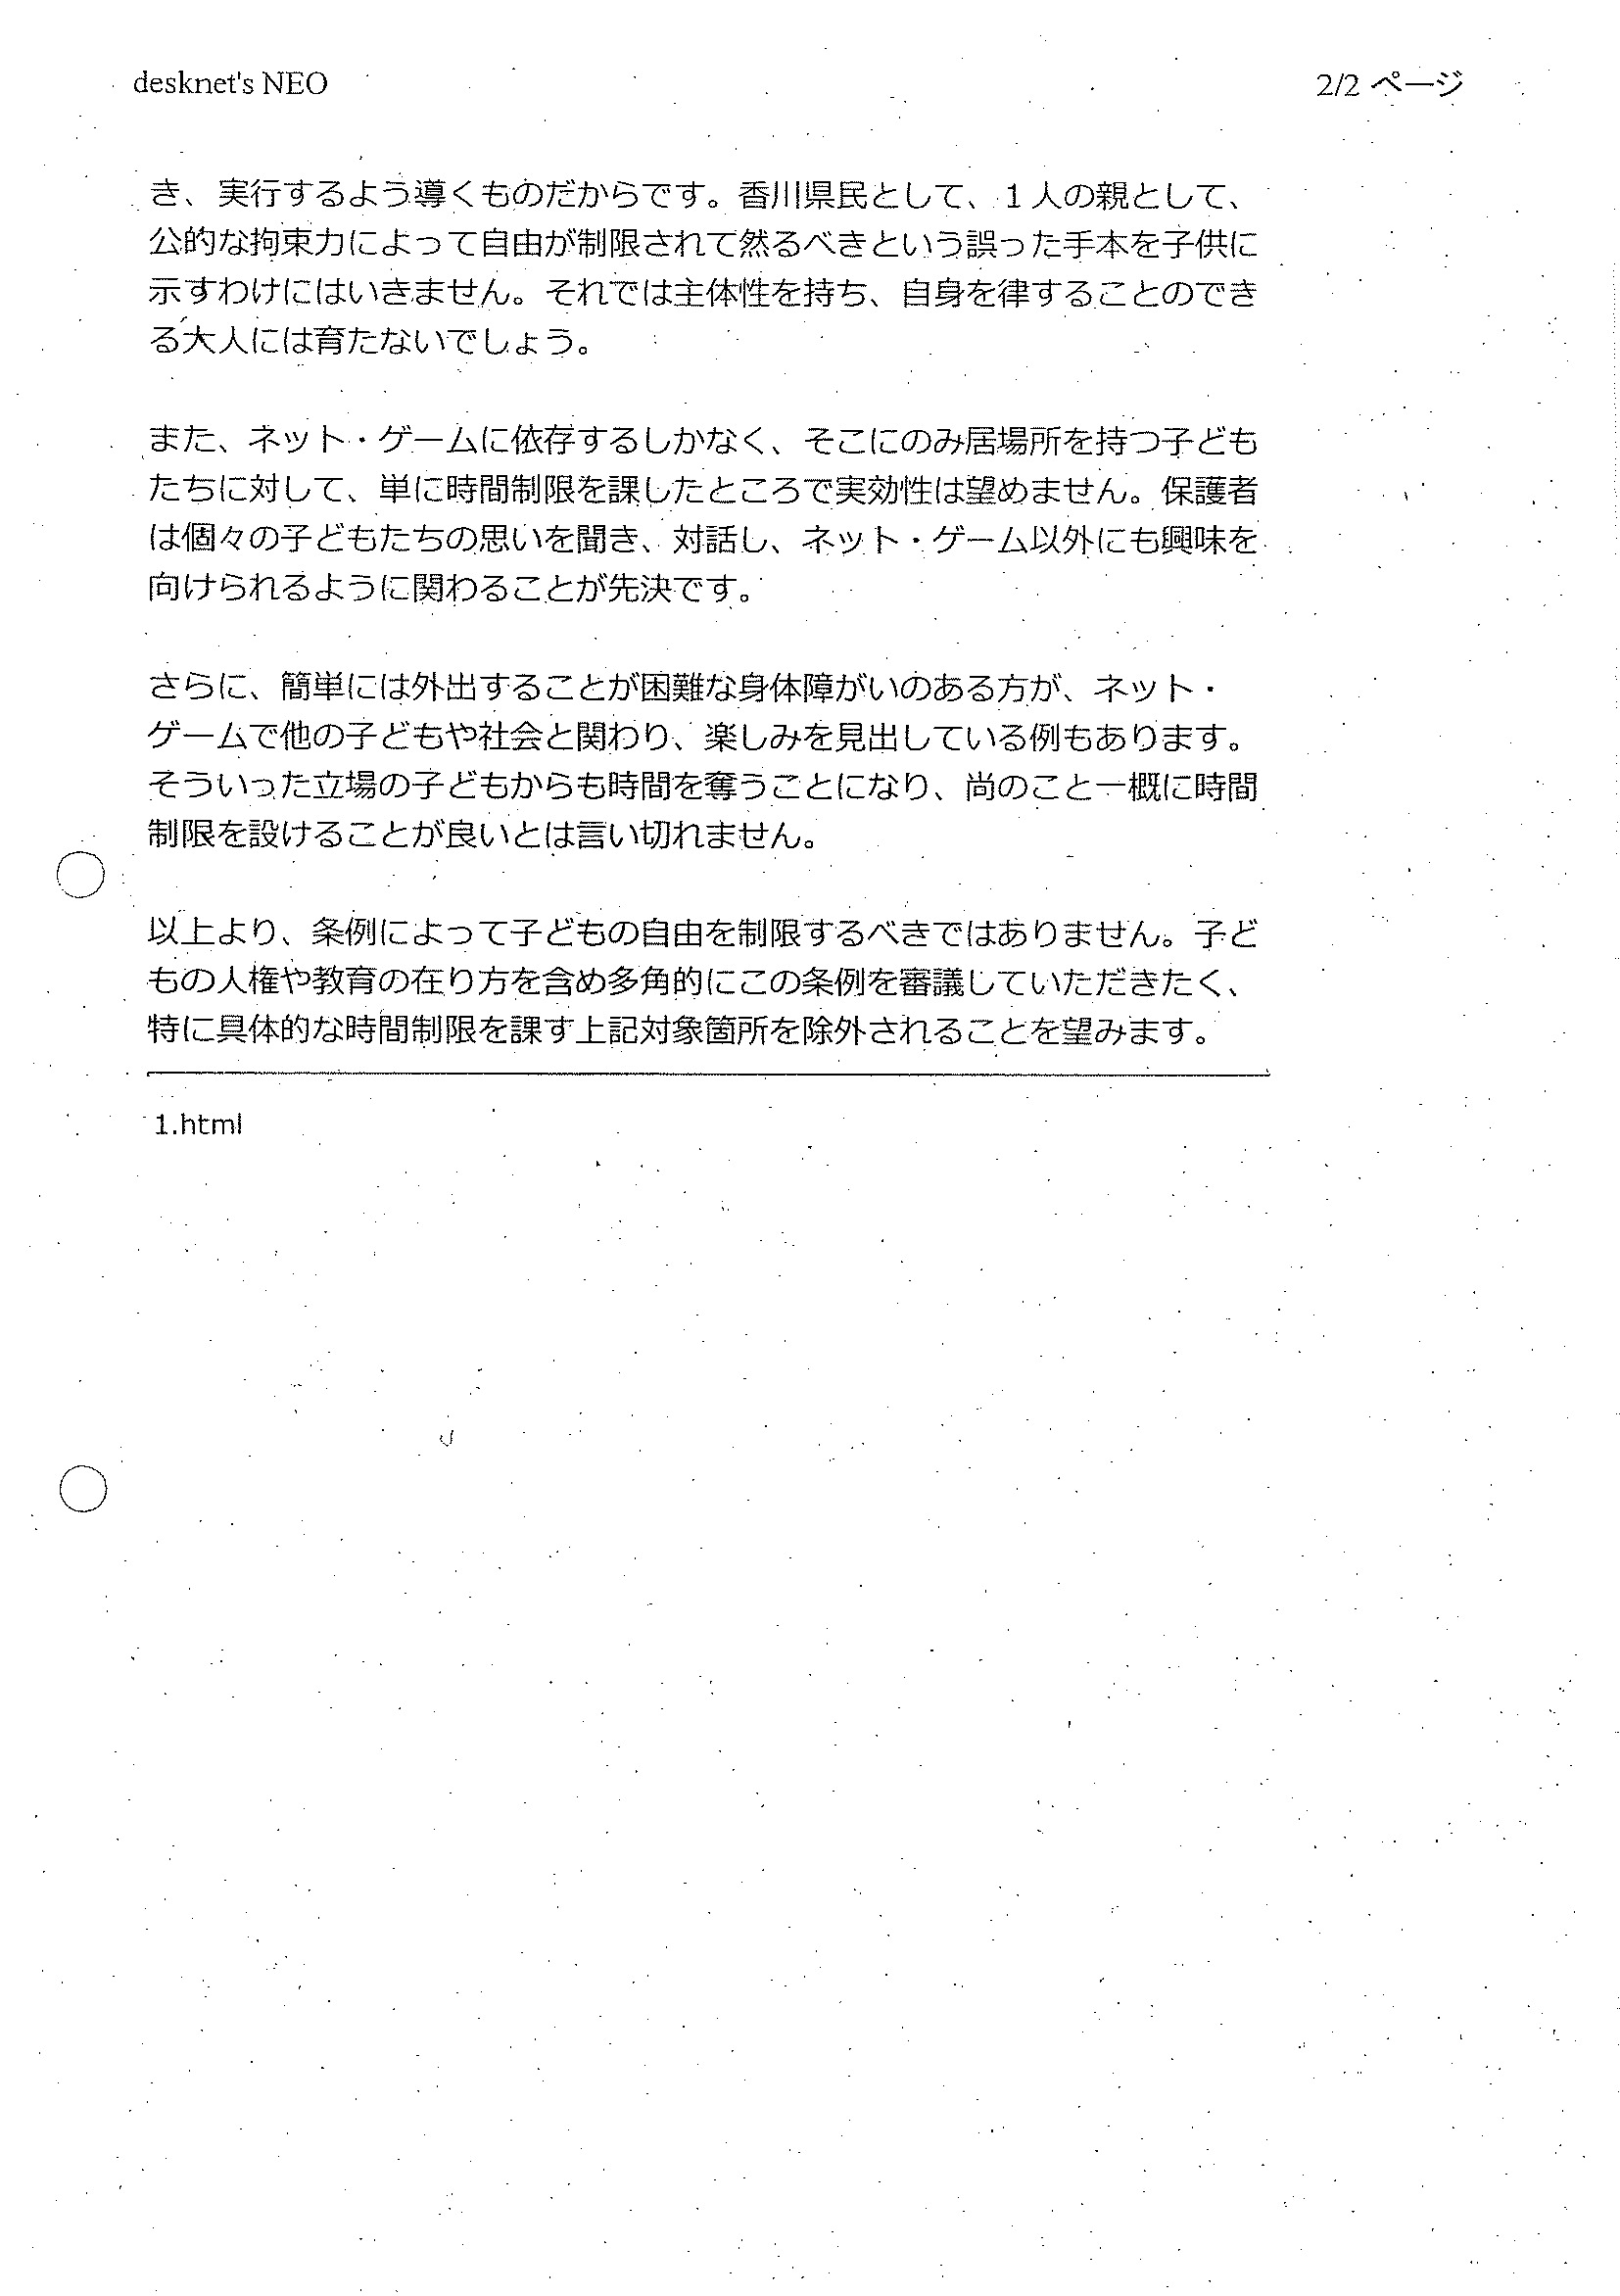 desknet's NEO
2/2 ページ
き、実行するよう導くものだからです。香川県民として、1人の親として、
公的な拘束力によって自由が制限されて然るべきという誤った手本を子供に
示すわけにはいきません。それでは主体性を持ち、自身を律することのでき
る大人には育たないでしょう。
また、ネット・ゲームに依存するしかなく、そこにのみ居場所を持つ子ども
たちに対して、単に時間制限を課したところで実効性は望めません。保護者
は個々の子どもたちの思いを聞き、対話し、ネット・ゲーム以外にも興味を
向けられるように関わることが先決です。
さらに、簡単には外出することが困難な身体障がいのある方が、ネット・
ゲームで他の子どもや社会と関わり、楽しみを見出している例もあります。
そういった立場の子どもからも時間を奪うことになり、尚のこと一概に時間
制限を設けることが良いとは言い切れません。
以上より、条例によって子どもの自由を制限するべきではありません。子ど
もの人権や教育の在り方を含め多角的にこの条例を審議していただきたく、
特に具体的な時間制限を課す上記対象箇所を除外されることを望みます。
1.html